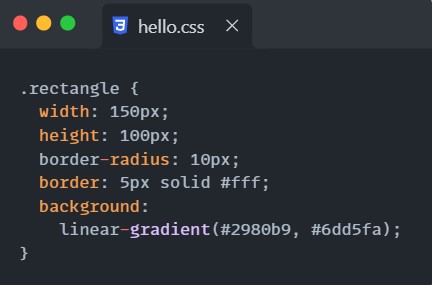 hello.css
.rectangle {
  width: 150px;
  height: 100px;
  border-radius: 10px;
  border: 5px solid #fff;
  background:
    linear-gradient(#2980b9, #6dd5fa);
}